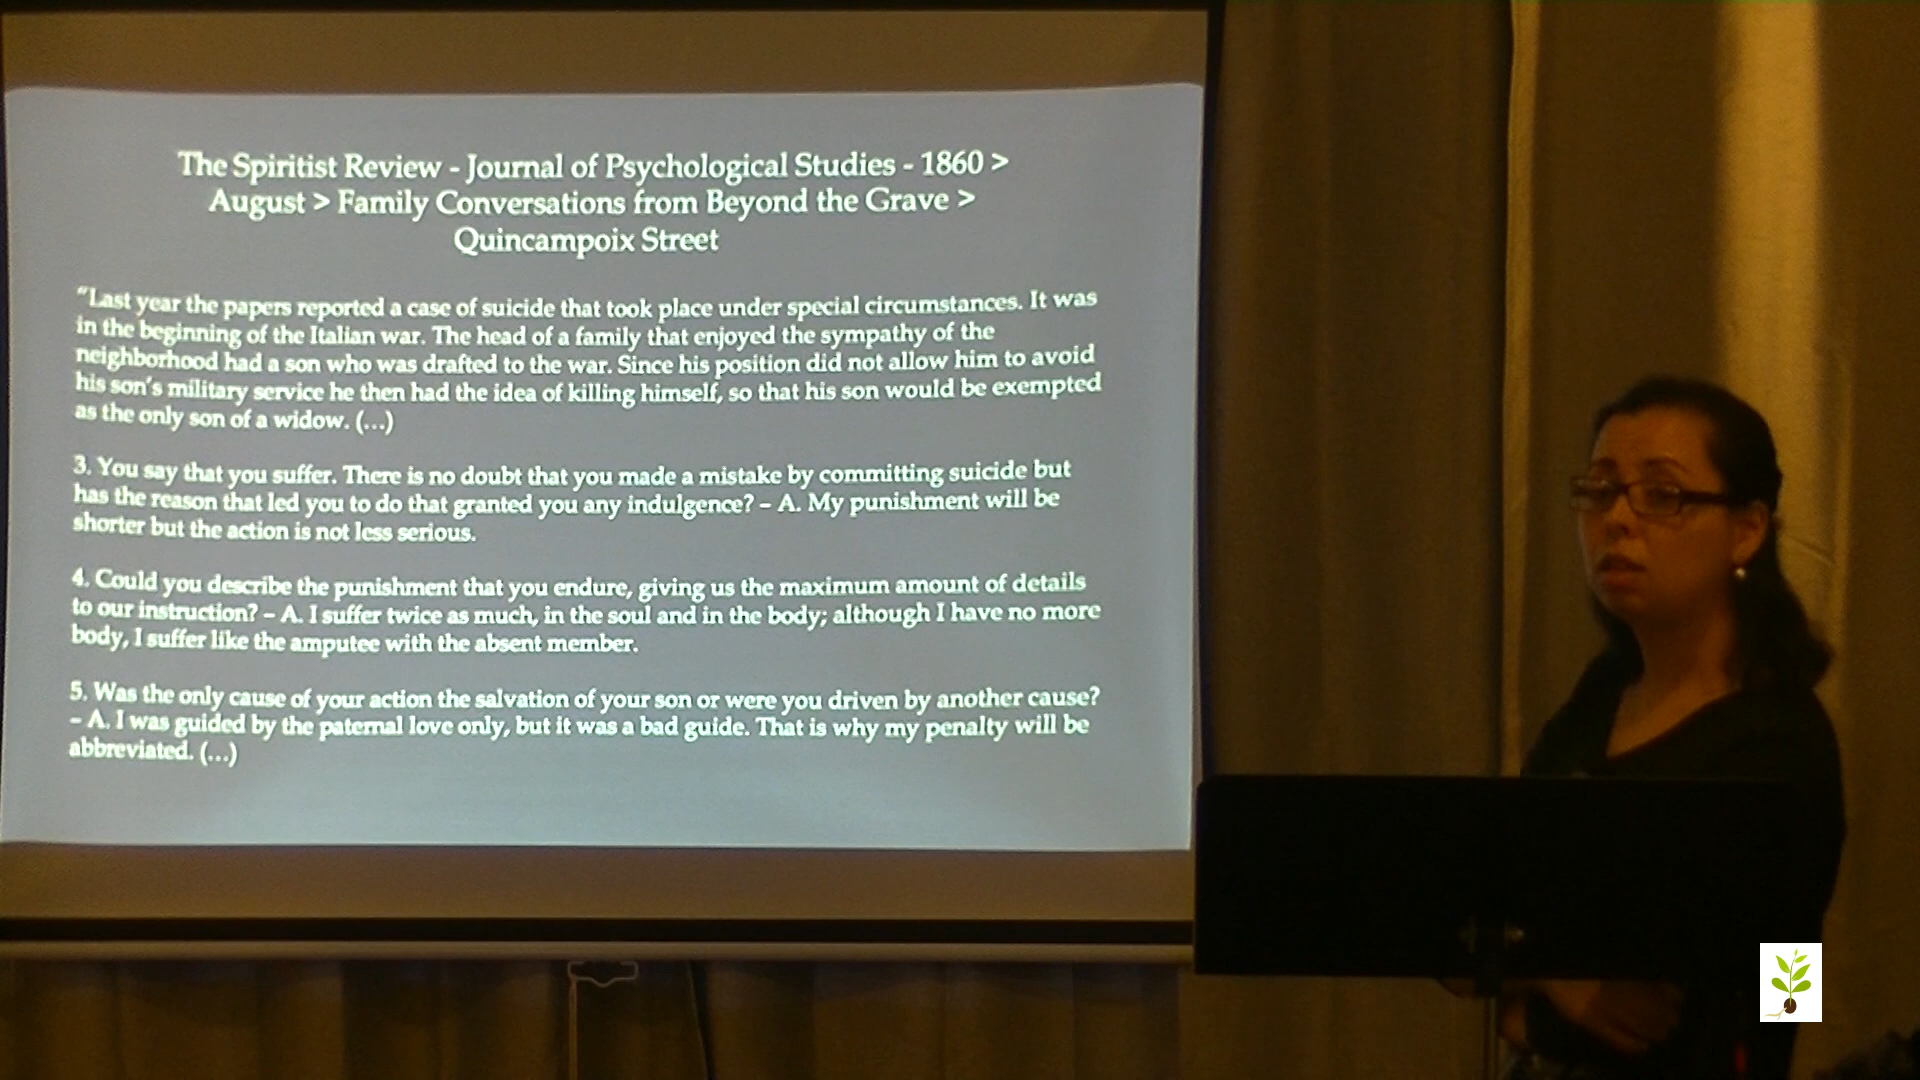 The Spiritist Review - Journal of Psychological Studies - 1860 >
August > Family Conversations from Beyond the Grave >
Quincampoix Street
"Last year the papers reported a case of suicide that took place under special circumstances. It was
in the beginning of the Italian war. The head of a family that enjoyed the sympathy of the
neighborhood had a son who was drafted to the war. Since his position did not allow him to avoid
his son's military service he then had the idea of killing himself, so that his son would be exempted
as the only son of a widow. (...)
3. You say that you suffer. There is no doubt that you made a mistake by committing suicide but
has the reason that led you to do that granted you any indulgence? – A. My punishment will be
shorter but the action is not less serious.
4. Could you describe the punishment that you endure, giving us the maximum amount of details
to our instruction? – A. I suffer twice as much, in the soul and in the body; although I have no more
body, I suffer like the amputee with the absent member.
5. Was the only cause of your action the salvation of your son or were you driven by another cause?
– A. I was guided by the paternal love only, but it was a bad guide. That is why my penalty will be
abbreviated. (...)